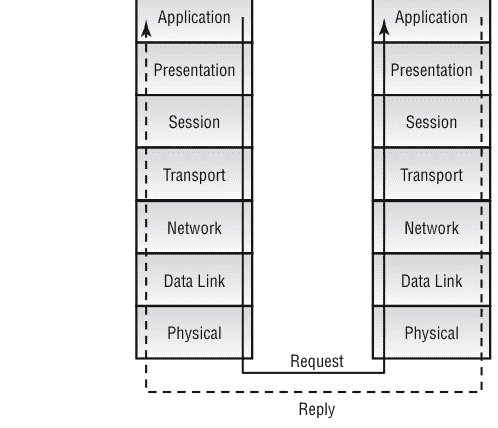 Application
Presentation
Session
Transport
Network
Data Link
Physical
Application
Presentation
Session
Transport
Network
Data Link
Physical
Request
Reply